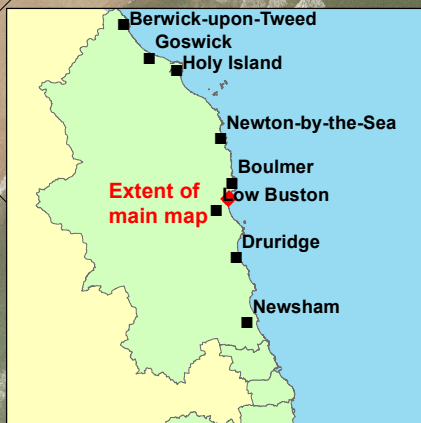 Berwick-upon-Tweed
Goswick
Holy Island
Newton-by-the-Sea
Boulmer
Extent of
main map
Low Buston
Druridge
Newsham